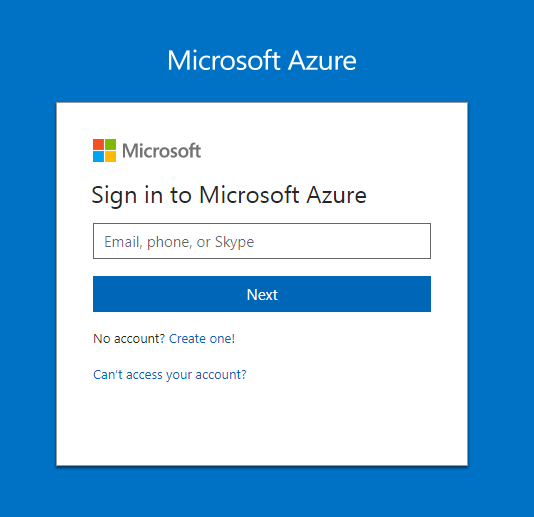 Microsoft Azure
Microsoft
Sign in to Microsoft Azure
Email, phone, or Skype
Next
No account? Create one!
Can't access your account?